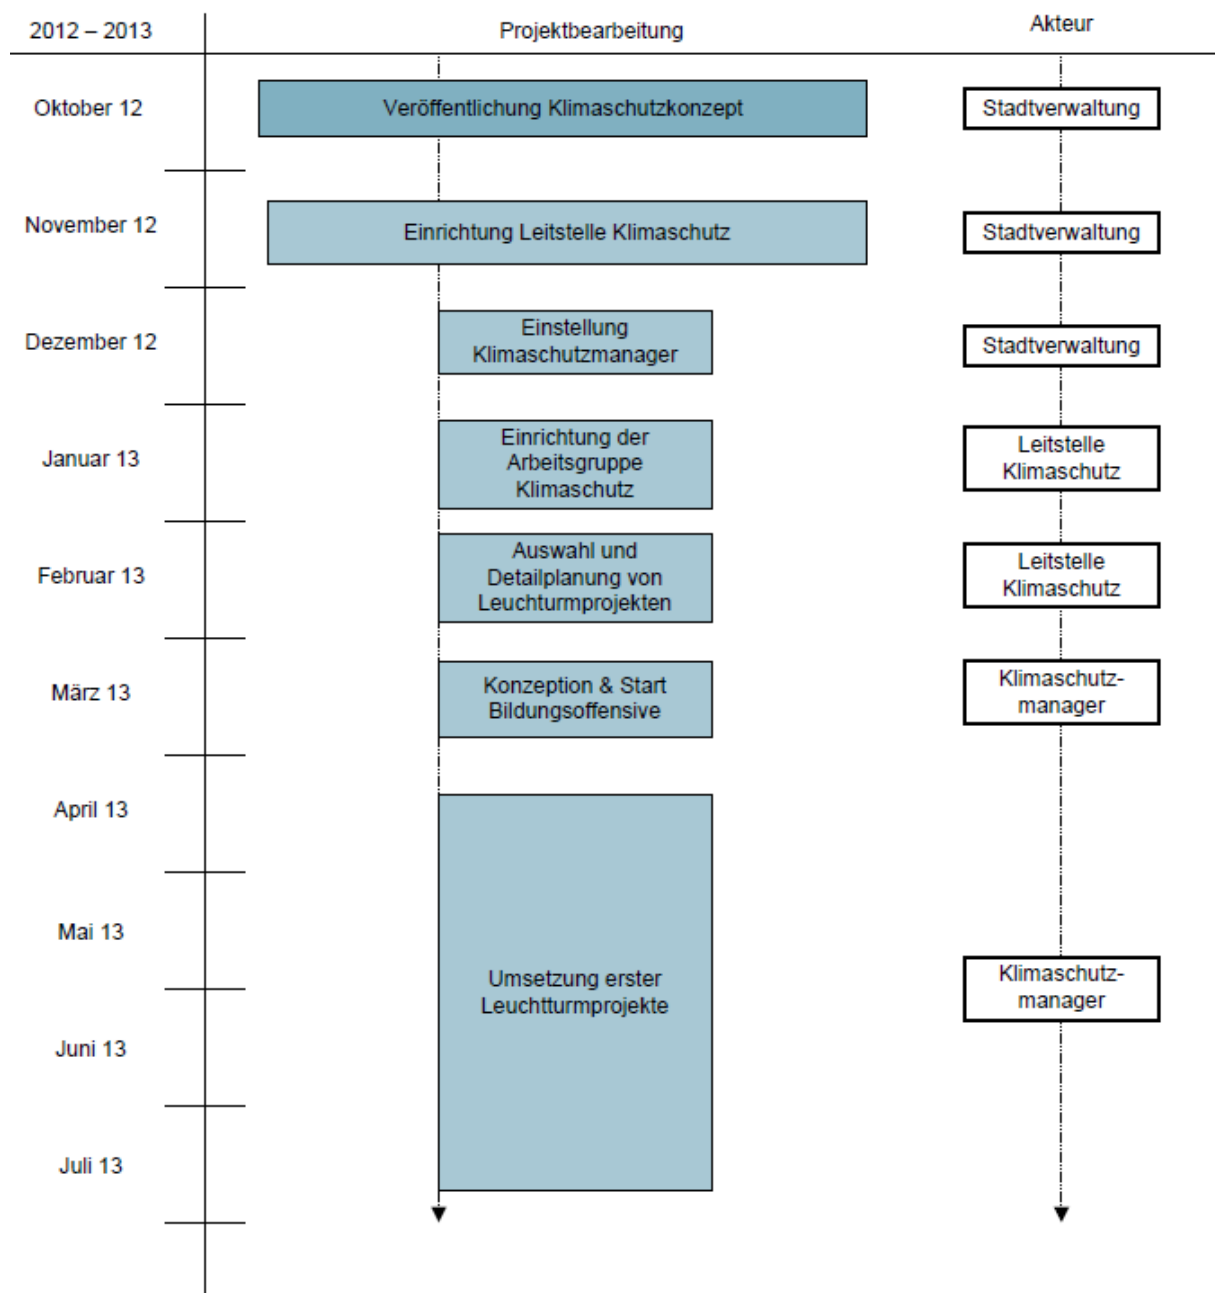 2012 – 2013
Projektbearbeitung
Akteur
Oktober 12
Veröffentlichung Klimaschutzkonzept
Stadtverwaltung
November 12
Einrichtung Leitstelle Klimaschutz
Stadtverwaltung
Dezember 12
Einstellung
Klimaschutzmanager
Stadtverwaltung
Januar 13
Einrichtung der
Arbeitsgruppe
Klimaschutz
Leitstelle
Klimaschutz
Februar 13
Auswahl und
Detailplanung von
Leuchturmprojekten
Leitstelle
Klimaschutz
März 13
Konzeption & Start
Bildungsoffensive
Klimaschutz-
manager
April 13
Mai 13
Umsetzung erster
Leuchtturmprojekte
Klimaschutz-
manager
Juni 13
Juli 13